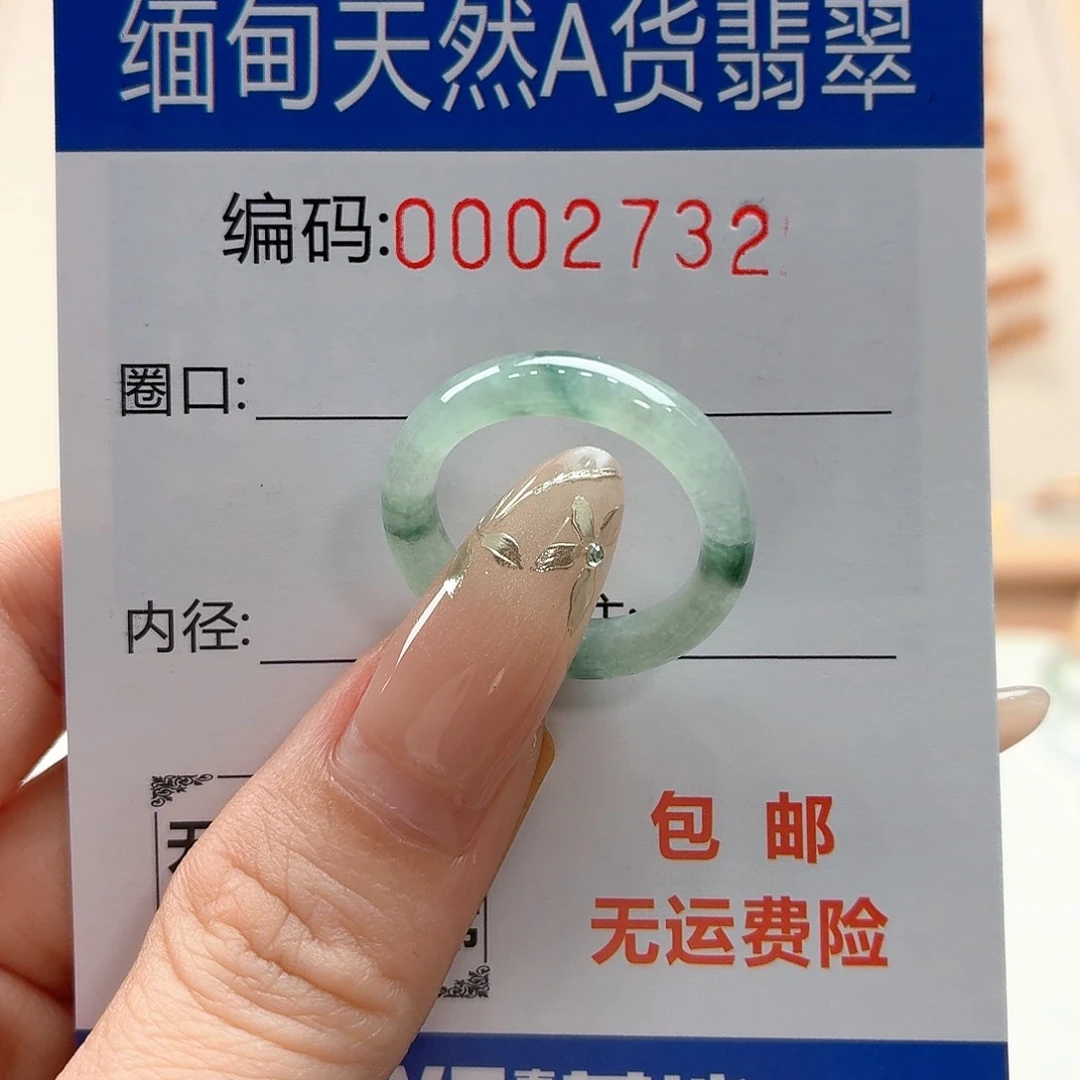 缅甸天然A货翡翠
编码:0002732
圈口:
内径:
包邮
无运费险